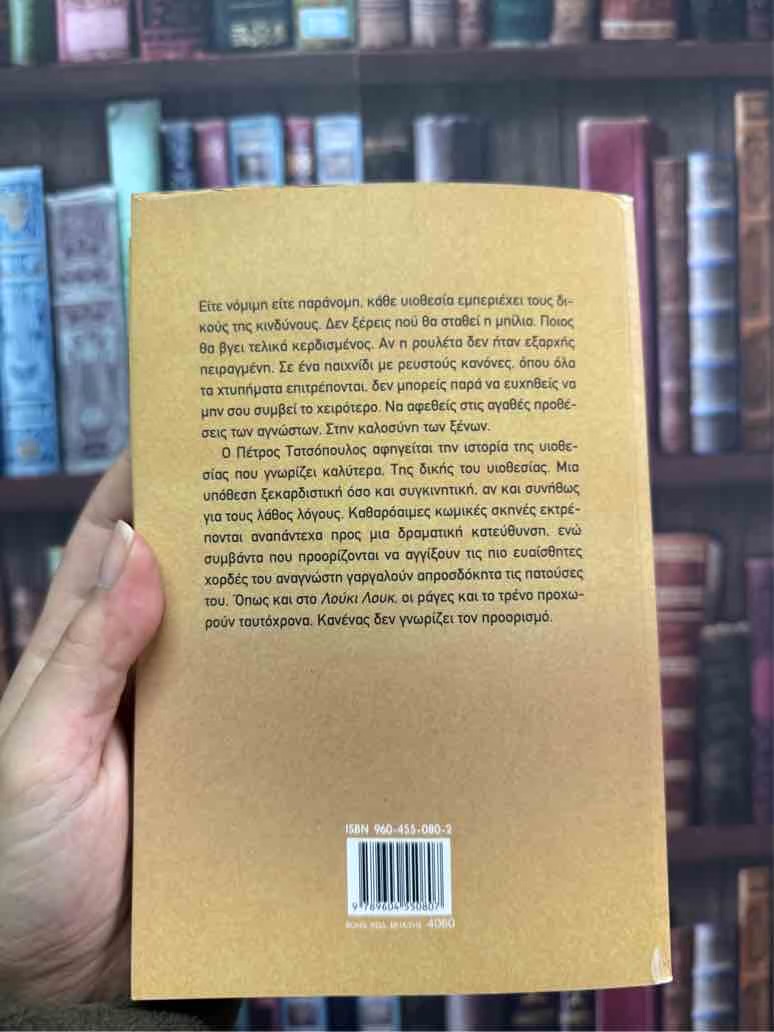 Είτε νόμιμη είτε παράνομη, κάθε υιοθεσία εμπεριέχει τους δι-
κούς της κινδύνους. Δεν ξέρεις πού θα σταθεί η μπίλια. Ποιος
θα βγει τελικά κερδισμένος. Αν η ρουλέτα δεν ήταν εξαρχής
πειραγμένη. Σε ένα παιχνίδι με ρευστούς κανόνες, όπου όλα
τα χτυπήματα επιτρέπονται, δεν μπορείς παρά να ευχηθείς να
μην σου συμβεί το χειρότερο. Να αφεθείς στις αγαθές προθέ-
σεις των αγνώστων. Στην καλοσύνη των ξένων.
Ο Πέτρος Τατσόπουλος αφηγείται την ιστορία της υιοθε-
σίας που γνωρίζει καλύτερα. Της δικής του υιοθεσίας. Μια
υπόθεση ξεκαρδιστική όσο και συγκινητική, αν και συνήθως
για τους λάθος λόγους. Καθαρόαιμες κωμικές σκηνές εκτρέ-
πονται αναπάντεχα προς μια δραματική κατεύθυνση, ενώ
συμβάντα που προορίζονται να αγγίξουν τις πιο ευαίσθητες
χορδές του αναγνώστη γαργαλούν απροσδόκητα τις πατούσες
του. Όπως και στο Λούκι Λουκ, οι ράγες και το τρένο προχω-
ρούν ταυτόχρονα. Κανένας δεν γνωρίζει τον προορισμό.
ISBN 960-455-080-2
9 789604 550807
4060